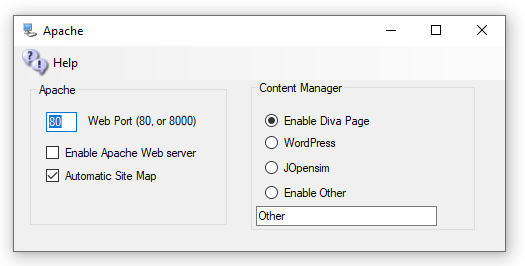 Apache
Help
Apache
80
Web Port (80, or 8000)
Enable Apache Web server
Automatic Site Map
Content Manager
Enable Diva Page
WordPress
JOpensim
Enable Other
Other